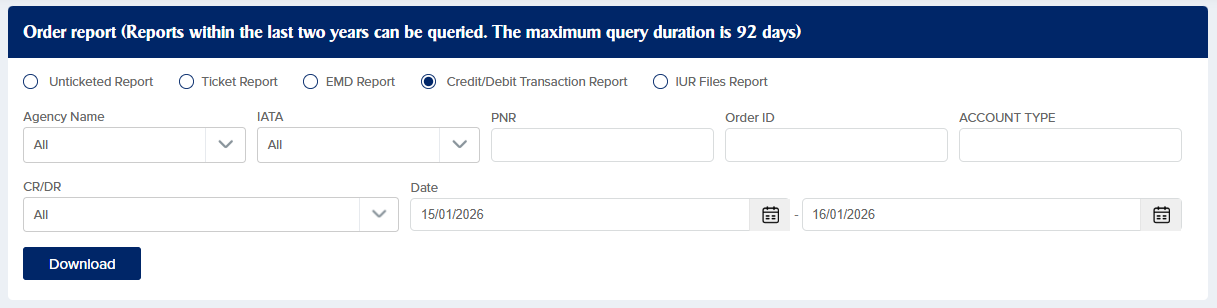 Order report (Reports within the last two years can be queried. The maximum query duration is 92 days)
Unticketed Report Ticket Report EMD Report Credit/Debit Transaction Report IUR Files Report
Agency Name IATA PNR Order ID ACCOUNT TYPE
All All
CR/DR Date
All 15/01/2026 - 16/01/2026
Download